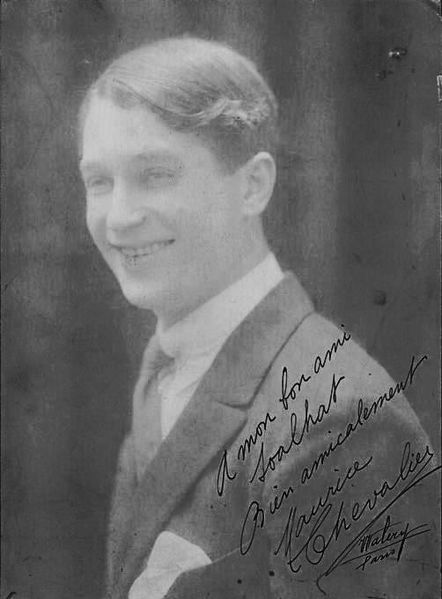 A mon bon ami
Soalhat
Bien amicalement
Maurice
Chevalier
Walery
Paris